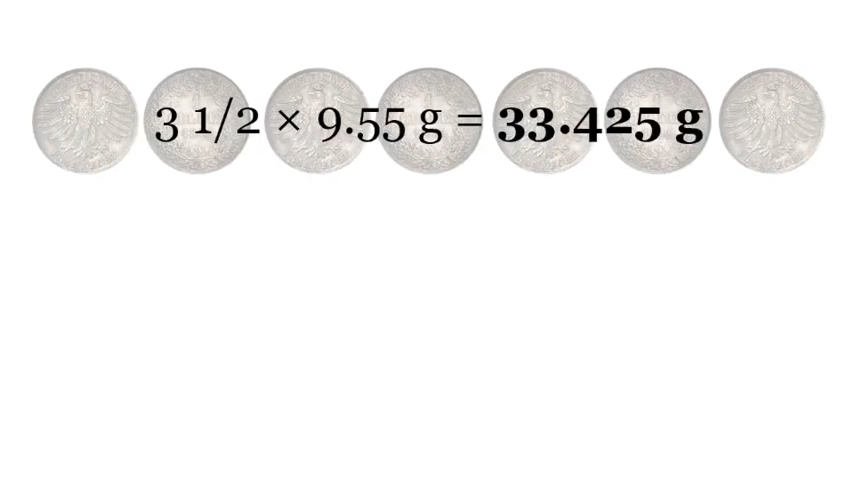 3 1/2 × 9.55 g = 33.425 g